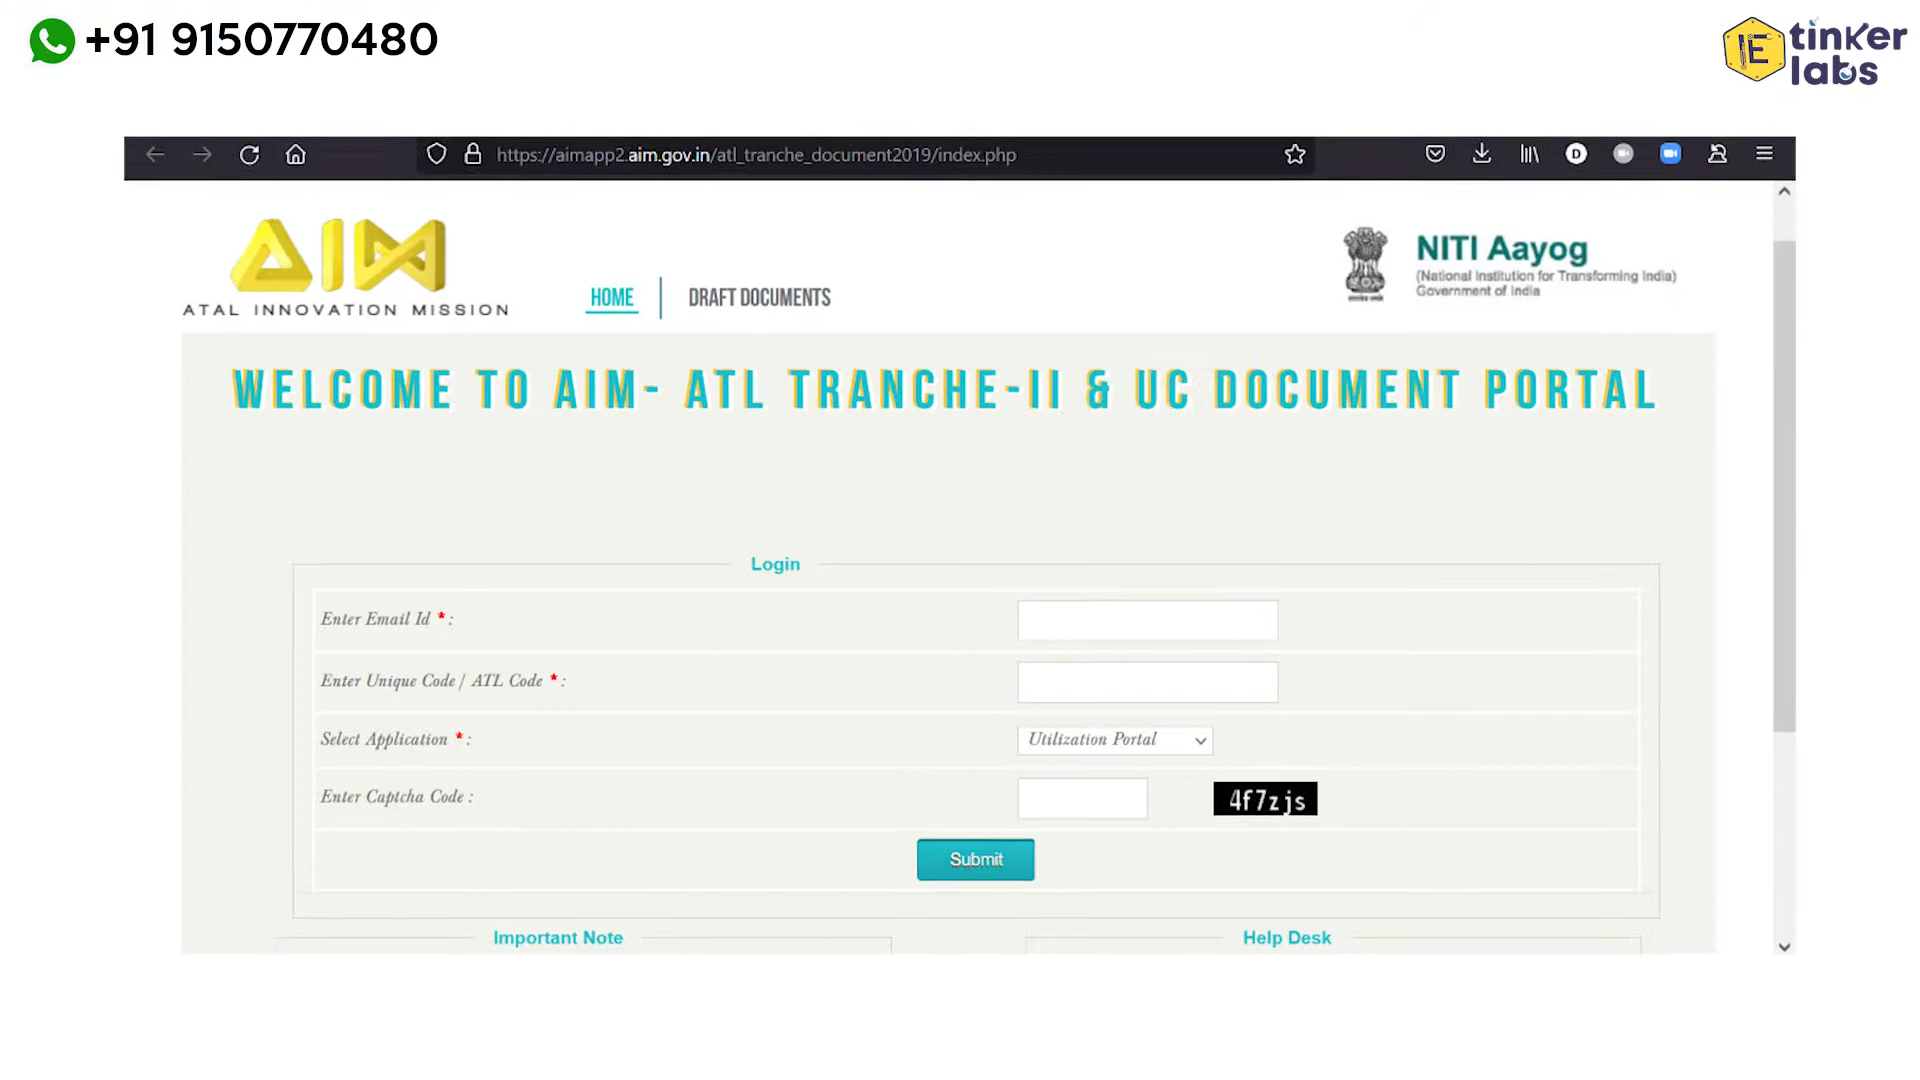 +91 9150770480
IE tinker
labs
https://aimapp2.aim.gov.in/atl_tranche_document2019/index.php
D
AIM
ATAL INNOVATION MISSION
HOME
DRAFT DOCUMENTS
NITI Aayog
(National Institution for Transforming India)
Government of India
WELCOME TO AIM- ATL TRANCHE-II & UC DOCUMENT PORTAL
Login
Enter Email Id * :
Enter Unique Code/ ATL Code * :
Select Application * :
Utilization Portal
Enter Captcha Code :
4f7zjs
Submit
Important Note
Help Desk